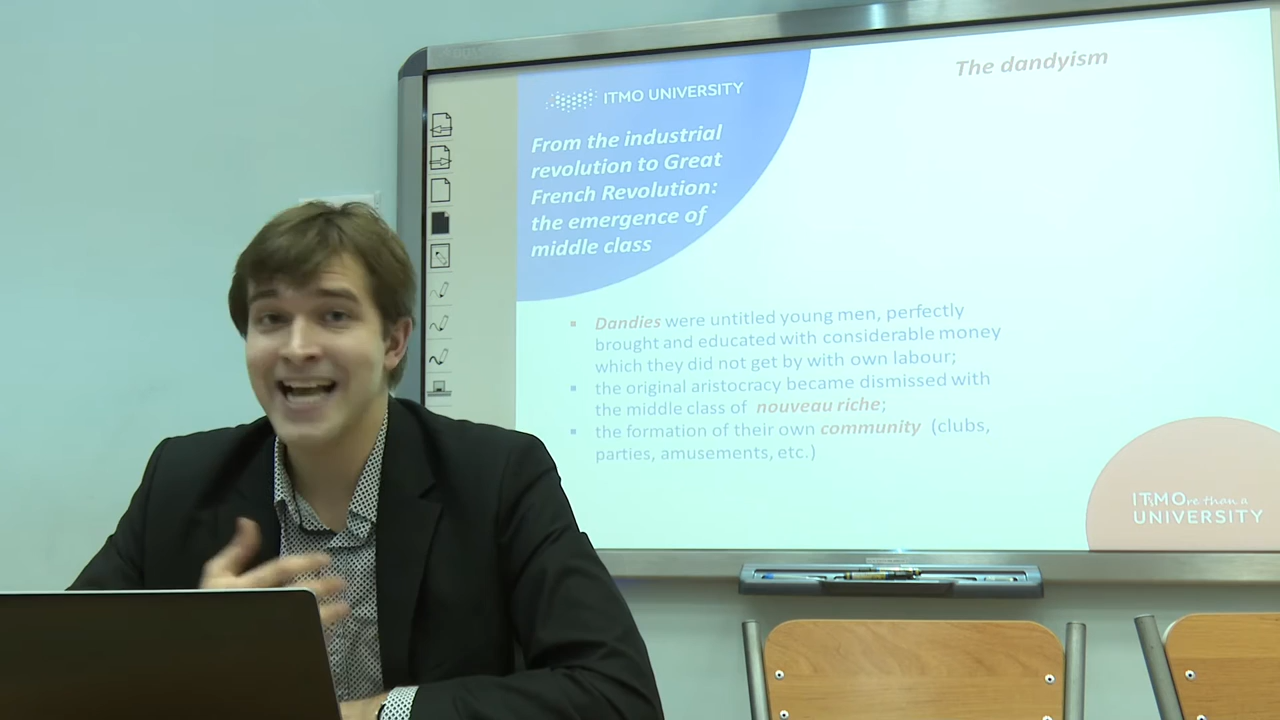 The dandyism
ITMO UNIVERSITY
From the industrial
revolution to Great
French Revolution:
the emergence of
middle class
Dandies were untitled young men, perfectly
brought and educated with considerable money
which they did not get by with own labour;
the original aristocracy became dismissed with
the middle class of nouveau riche;
the formation of their own community (clubs,
parties, amusements, etc.)
ITsMOre than a
UNIVERSITY